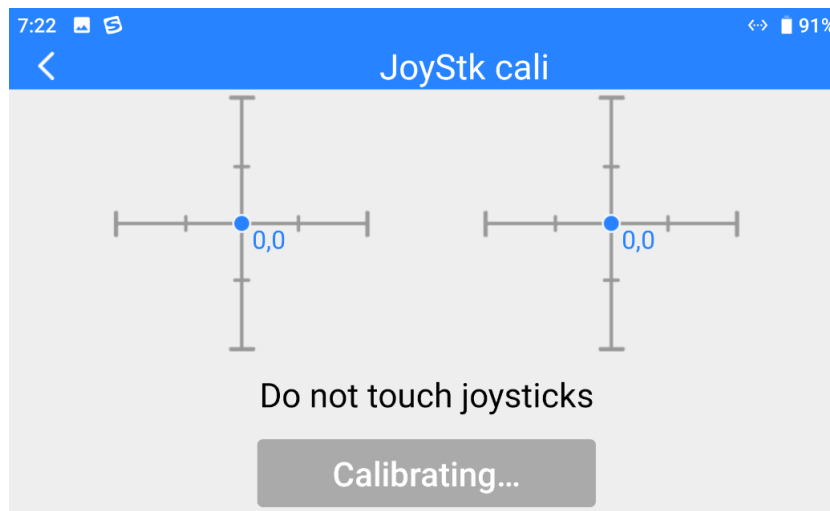 7:22 91%
JoyStk cali
0,0 0,0
Do not touch joysticks
Calibrating...